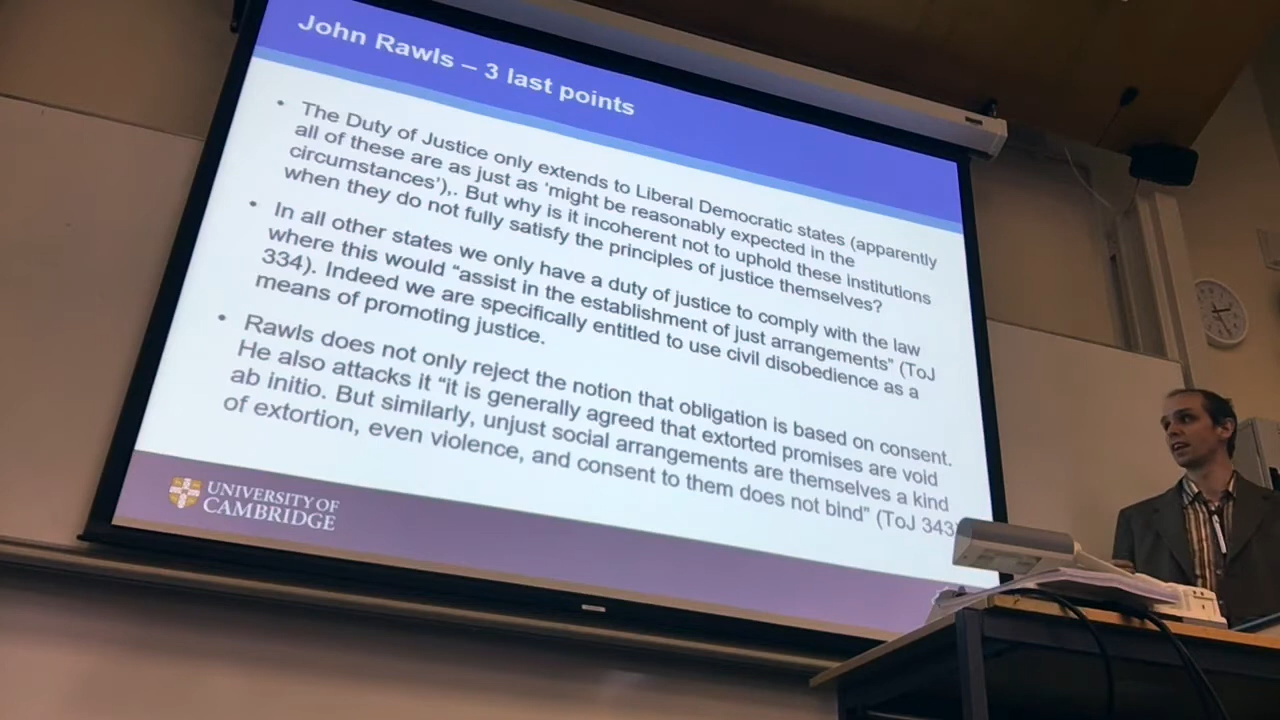 John Rawls – 3 last points
• The Duty of Justice only extends to Liberal Democratic states (apparently
all of these are as just as 'might be reasonably expected in the
circumstances'),. But why is it incoherent not to uphold these institutions
when they do not fully satisfy the principles of justice themselves?
• In all other states we only have a duty of justice to comply with the law
where this would “assist in the establishment of just arrangements” (ToJ
334). Indeed we are specifically entitled to use civil disobedience as a
means of promoting justice.
• Rawls does not only reject the notion that obligation is based on consent.
He also attacks it “it is generally agreed that extorted promises are void
ab initio. But similarly, unjust social arrangements are themselves a kind
of extortion, even violence, and consent to them does not bind” (ToJ 343
UNIVERSITY OF
CAMBRIDGE